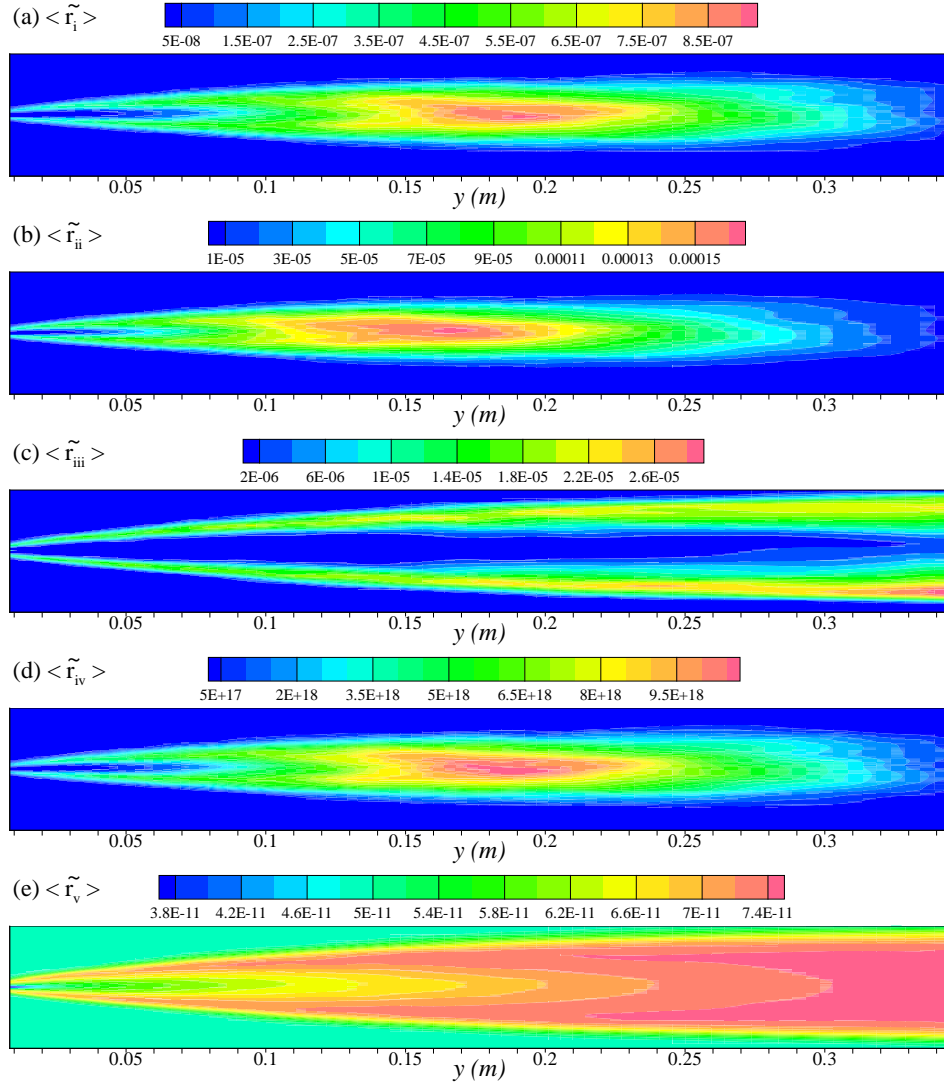 (a) < r̃_i >
5E-08 1.5E-07 2.5E-07 3.5E-07 4.5E-07 5.5E-07 6.5E-07 7.5E-07 8.5E-07
0.05 0.1 0.15 0.2 0.25 0.3
y (m)
(b) < r̃_ii >
1E-05 3E-05 5E-05 7E-05 9E-05 0.00011 0.00013 0.00015
0.05 0.1 0.15 0.2 0.25 0.3
y (m)
(c) < r̃_iii >
2E-06 6E-06 1E-05 1.4E-05 1.8E-05 2.2E-05 2.6E-05
0.05 0.1 0.15 0.2 0.25 0.3
y (m)
(d) < r̃_iv >
5E+17 2E+18 3.5E+18 5E+18 6.5E+18 8E+18 9.5E+18
0.05 0.1 0.15 0.2 0.25 0.3
y (m)
(e) < r̃_v >
3.8E-11 4.2E-11 4.6E-11 5E-11 5.4E-11 5.8E-11 6.2E-11 6.6E-11 7E-11 7.4E-11
0.05 0.1 0.15 0.2 0.25 0.3
y (m)